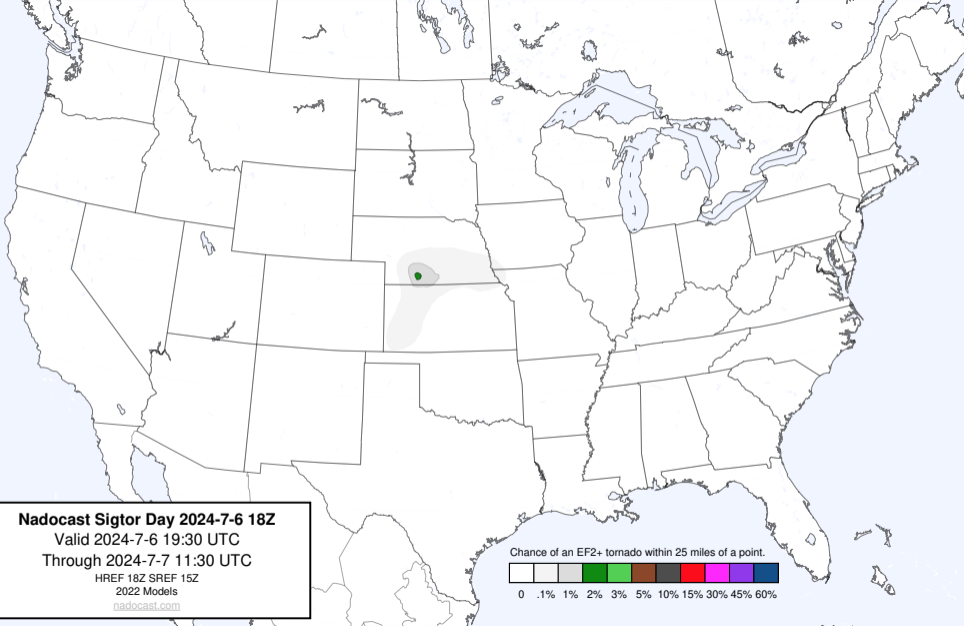 Nadocast Sigtor Day 2024-7-6 18Z
Valid 2024-7-6 19:30 UTC
Through 2024-7-7 11:30 UTC
HREF 18Z SREF 15Z
2022 Models
nadocast.com
Chance of an EF2+ tornado within 25 miles of a point.
0 .1% 1% 2% 3% 5% 10% 15% 30% 45% 60%